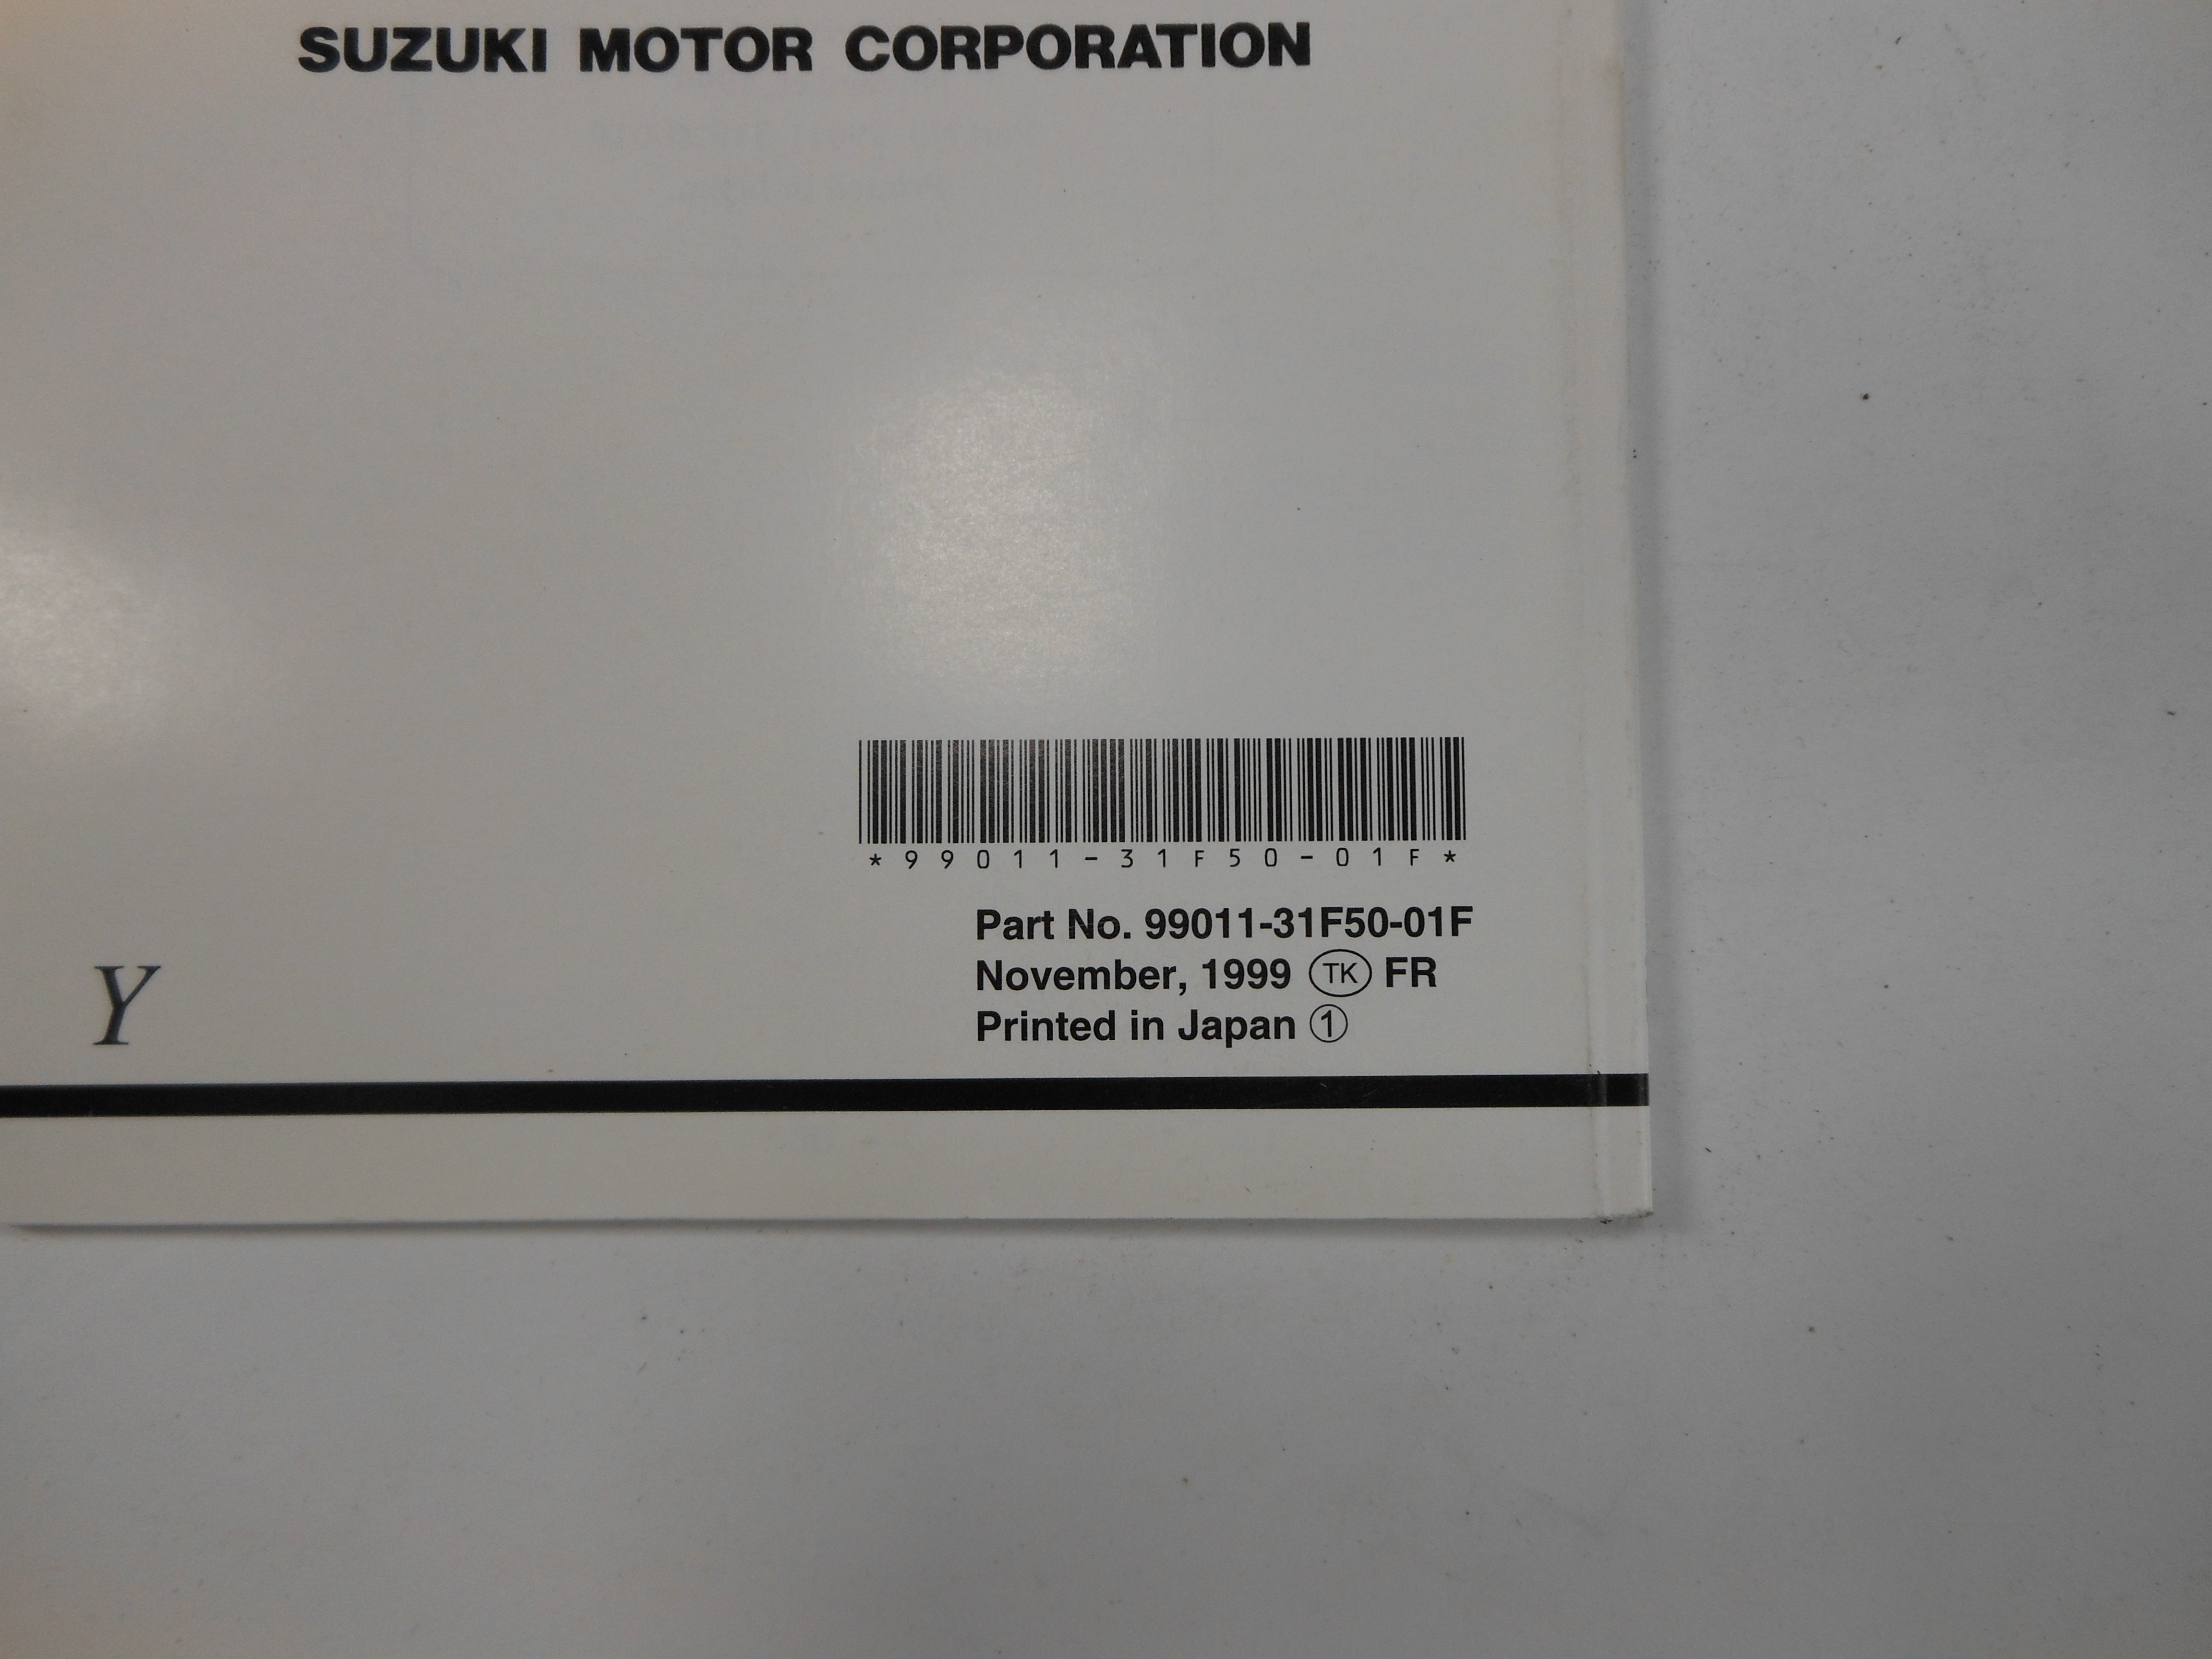 SUZUKI MOTOR CORPORATION
*99011-31F50-01F*
Part No. 99011-31F50-01F
November, 1999 TK FR
Printed in Japan ①
Y